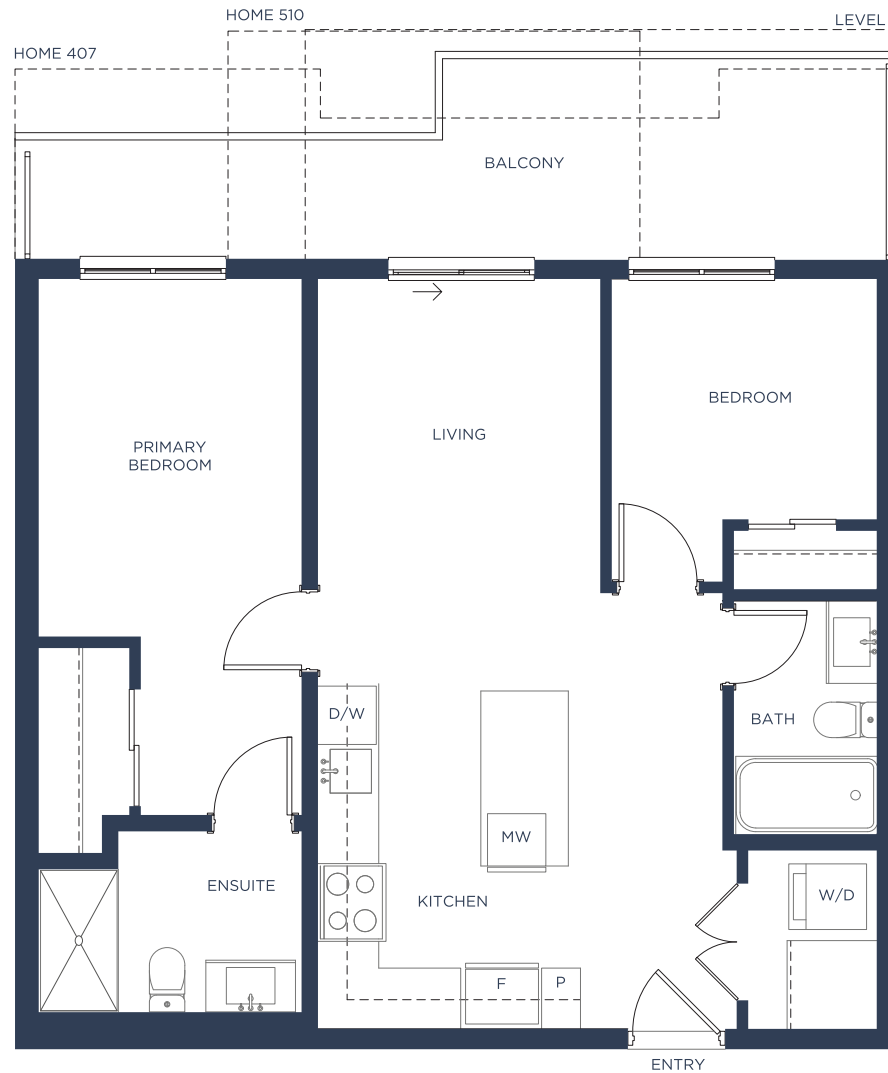 HOME 510
LEVEL
HOME 407
BALCONY
BEDROOM
LIVING
PRIMARY
BEDROOM
D/W
BATH
MW
ENSUITE
W/D
KITCHEN
F
P
ENTRY